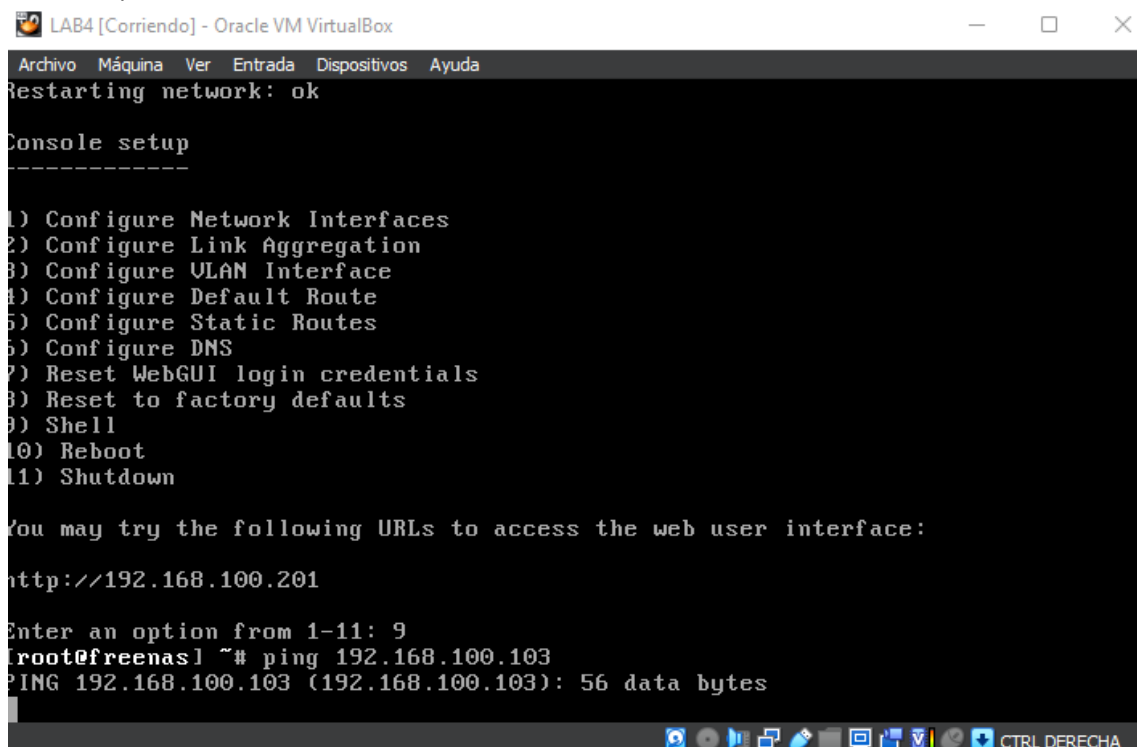 LAB4 [Corriendo] - Oracle VM VirtualBox
Archivo Máquina Ver Entrada Dispositivos Ayuda
Restarting network: ok
Console setup
-------------
1) Configure Network Interfaces
2) Configure Link Aggregation
3) Configure VLAN Interface
4) Configure Default Route
5) Configure Static Routes
6) Configure DNS
7) Reset WebGUI login credentials
8) Reset to factory defaults
9) Shell
10) Reboot
11) Shutdown
You may try the following URLs to access the web user interface:
http://192.168.100.201
Enter an option from 1-11: 9
[root@freenas] ~# ping 192.168.100.103
PING 192.168.100.103 (192.168.100.103): 56 data bytes
CTRL DERECHA